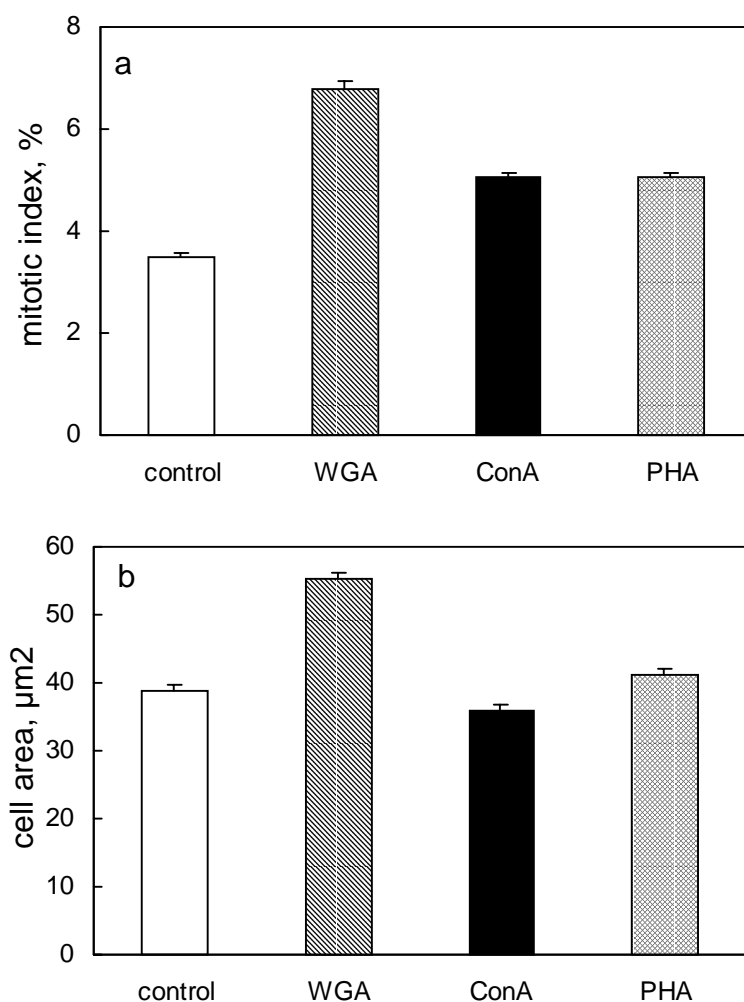 8
a
6
4
2
0
mitotic index, %
control WGA ConA PHA
60
b
50
40
30
20
10
0
cell area, µm2
control WGA ConA PHA